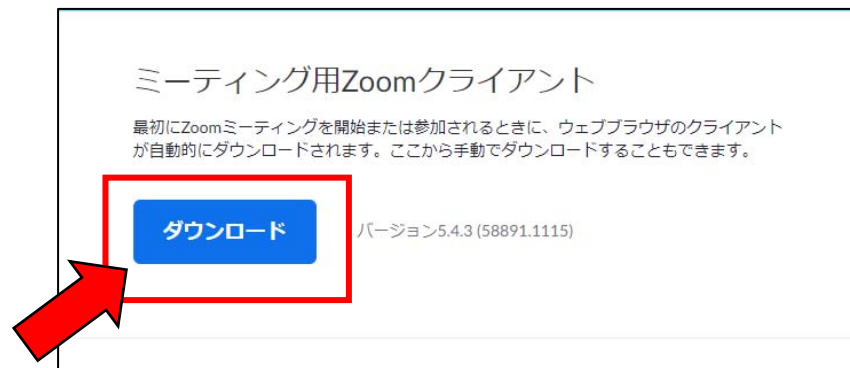 ミーティング用Zoomクライアント
最初にZoomミーティングを開始または参加されるときに、ウェブブラウザのクライアント
が自動的にダウンロードされます。ここから手動でダウンロードすることもできます。
ダウンロード
バージョン5.4.3 (58891.1115)